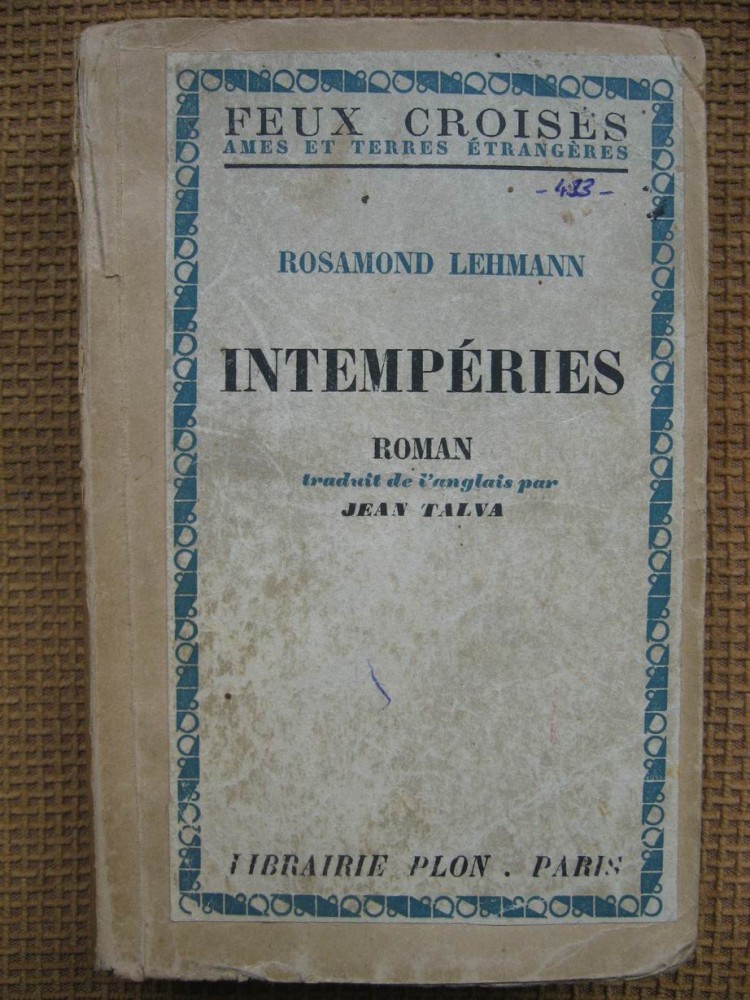 FEUX CROISÉS
AMES ET TERRES ÉTRANGÈRES
- 433 -
ROSAMOND LEHMANN
INTEMPÉRIES
ROMAN
traduit de l'anglais par
JEAN TALVA
LIBRAIRIE PLON . PARIS